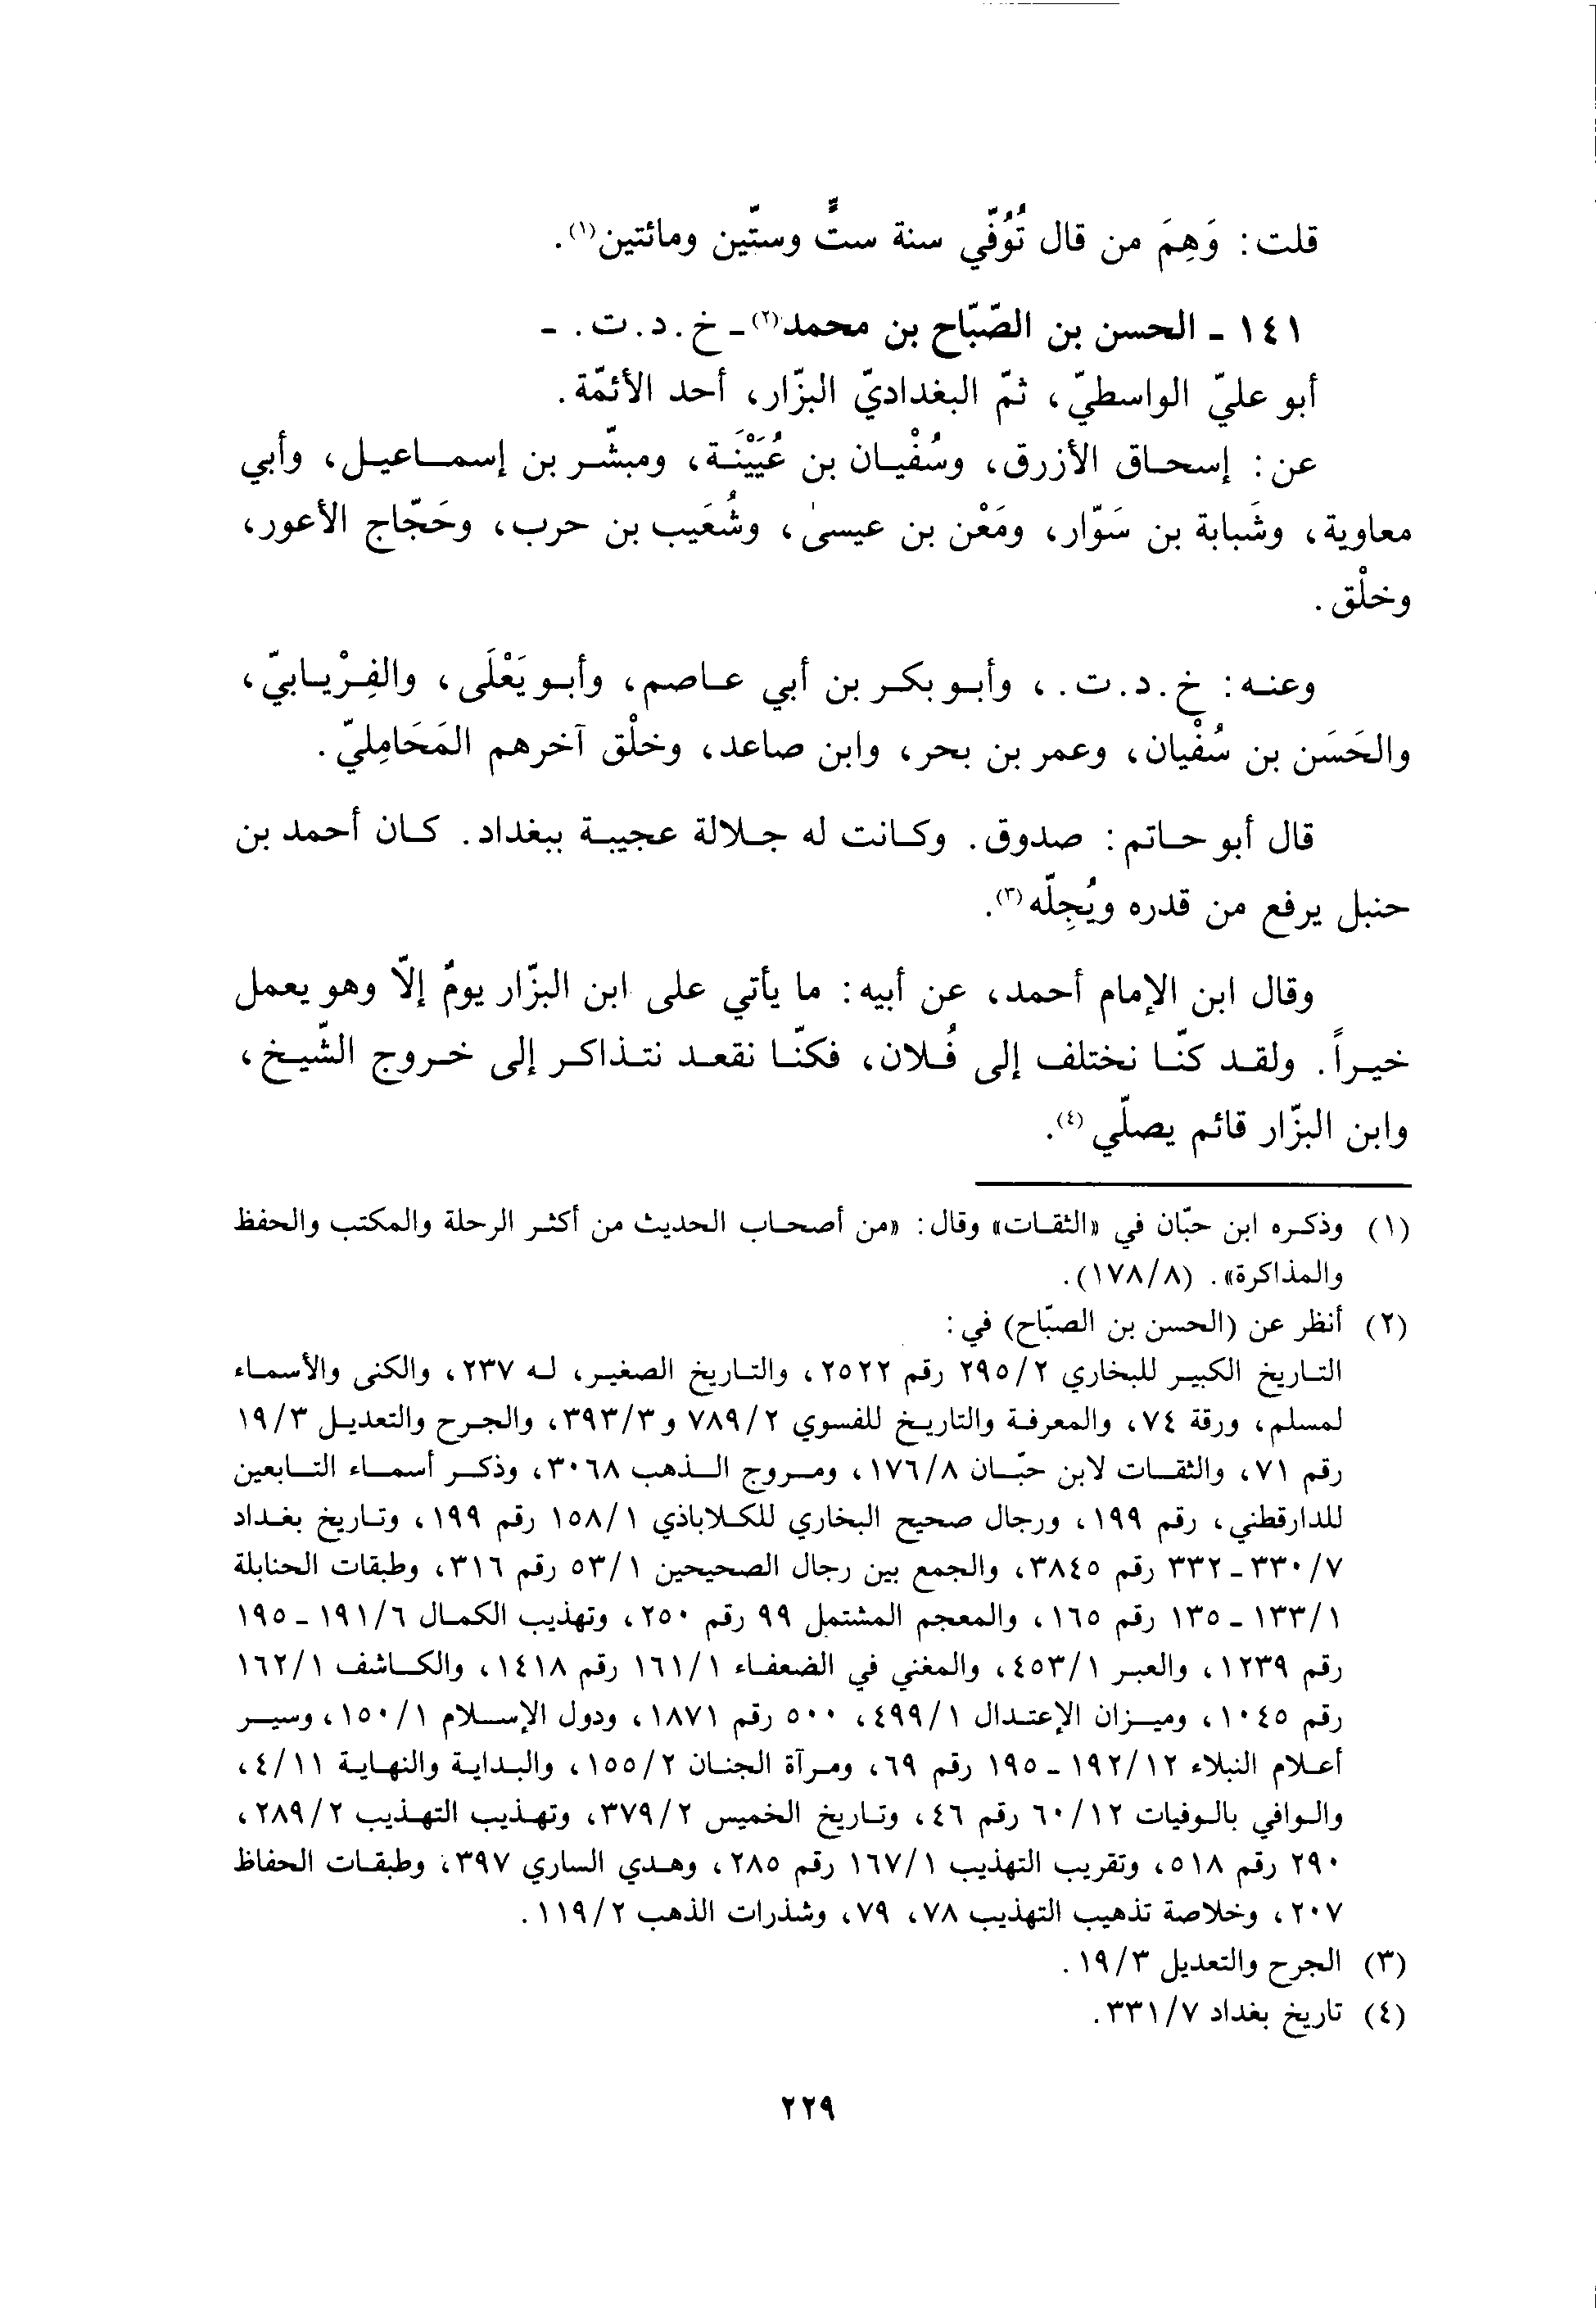 قلت: وَهِمَ من قال تُوُفّي سنة ستٍّ وستّين ومائتين(١).
١٤١ - الحسن بن الصّبّاح بن محمد(٢) - خ. د. ت. -
أبو عليّ الواسطيّ، ثمّ البغداديّ البزّار، أحد الأئمّة.
عن: إسحاق الأزرق، وسُفْيان بن عُيَيْنَة، ومبشّر بن إسماعيل، وأبي
معاوية، وشَبابة بن سَوّار، ومَعْن بن عيسىٰ، وشُعَيب بن حرب، وحَجّاج الأعور،
وخلْق.
وعنه: خ. د. ت. ، وأبو بكر بن أبي عاصم، وأبو يَعْلَى، والفِرْيابيّ،
والحَسَن بن سُفْيان، وعمر بن بحر، وابن صاعد، وخلْق آخرهم المَحَامِليّ.
قال أبو حاتم: صدوق. وكانت له جلالة عجيبة ببغداد. كان أحمد بن
حنبل يرفع من قدره ويُجِلّه(٣).
وقال ابن الإمام أحمد، عن أبيه: ما يأتي على ابن البزّار يومٌ إلّا وهو يعمل
خيراً. ولقد كنّا نختلف إلى فُلان، فكنّا نقعد نتذاكر إلى خروج الشّيخ،
وابن البزّار قائم يصلّي(٤).
(١) وذكره ابن حبّان في «الثقات» وقال: «من أصحاب الحديث من أكثر الرحلة والمكتب والحفظ
والمذاكرة». (١٧٨/٨).
(٢) أنظر عن (الحسن بن الصبّاح) في:
التاريخ الكبير للبخاري ٢٩٥/٢ رقم ٢٥٢٢، والتاريخ الصغير، له ٢٣٧، والكنى والأسماء
لمسلم، ورقة ٧٤، والمعرفة والتاريخ للفسوي ٧٨٩/٢ و ٣٩٣/٣، والجرح والتعديل ١٩/٣
رقم ٧١، والثقات لابن حبّان ١٧٦/٨، ومروج الذهب ٣٠٦٨، وذكر أسماء التابعين
للدارقطني، رقم ١٩٩، ورجال صحيح البخاري للكلاباذي ١٥٨/١ رقم ١٩٩، وتاريخ بغداد
٣٣٠/٧ - ٣٣٢ رقم ٣٨٤٥، والجمع بين رجال الصحيحين ٥٣/١ رقم ٣١٦، وطبقات الحنابلة
١٣٣/١ - ١٣٥ رقم ١٦٥، والمعجم المشتمل ٩٩ رقم ٢٥٠، وتهذيب الكمال ١٩١/٦ - ١٩٥
رقم ١٢٣٩، والعبر ٤٥٣/١، والمغني في الضعفاء ١٦١/١ رقم ١٤١٨، والكاشف ١٦٢/١
رقم ١٠٤٥، وميزان الإعتدال ٤٩٩/١، ٥٠٠ رقم ١٨٧١، ودول الإسلام ١٥٠/١، وسير
أعلام النبلاء ١٩٢/١٢ - ١٩٥ رقم ٦٩، ومرآة الجنان ١٥٥/٢، والبداية والنهاية ٤/١١،
والوافي بالوفيات ٦٠/١٢ رقم ٤٦، وتاريخ الخميس ٣٧٩/٢، وتهذيب التهذيب ٢٨٩/٢،
٢٩٠ رقم ٥١٨، وتقريب التهذيب ١٦٧/١ رقم ٢٨٥، وهدي الساري ٣٩٧، وطبقات الحفاظ
٢٠٧، وخلاصة تذهيب التهذيب ٧٨، ٧٩، وشذرات الذهب ١١٩/٢.
(٣) الجرح والتعديل ١٩/٣.
(٤) تاريخ بغداد ٣٣١/٧.
٢٢٩